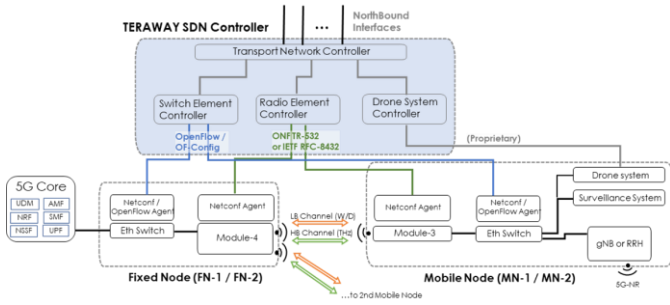 TERAWAY SDN Controller
NorthBound
Interfaces
...
Transport Network Controller
Switch Element
Controller
Radio Element
Controller
Drone System
Controller
OpenFlow /
OF-Config
ONFTR-532
or IETF RFC-8432
(Proprietary)
5G Core
UDM
AMF
NRF
SMF
NSSF
UPF
Netconf /
OpenFlow Agent
Eth Switch
Netconf Agent
Module-4
Fixed Node (FN-1 / FN-2)
LB Channel (W/D)
HB Channel (THz)
...to 2nd Mobile Node
Netconf Agent
Module-3
Netconf /
OpenFlow Agent
Eth Switch
Drone system
Surveillance System
gNB or RRH
5G-NR
Mobile Node (MN-1 / MN-2)